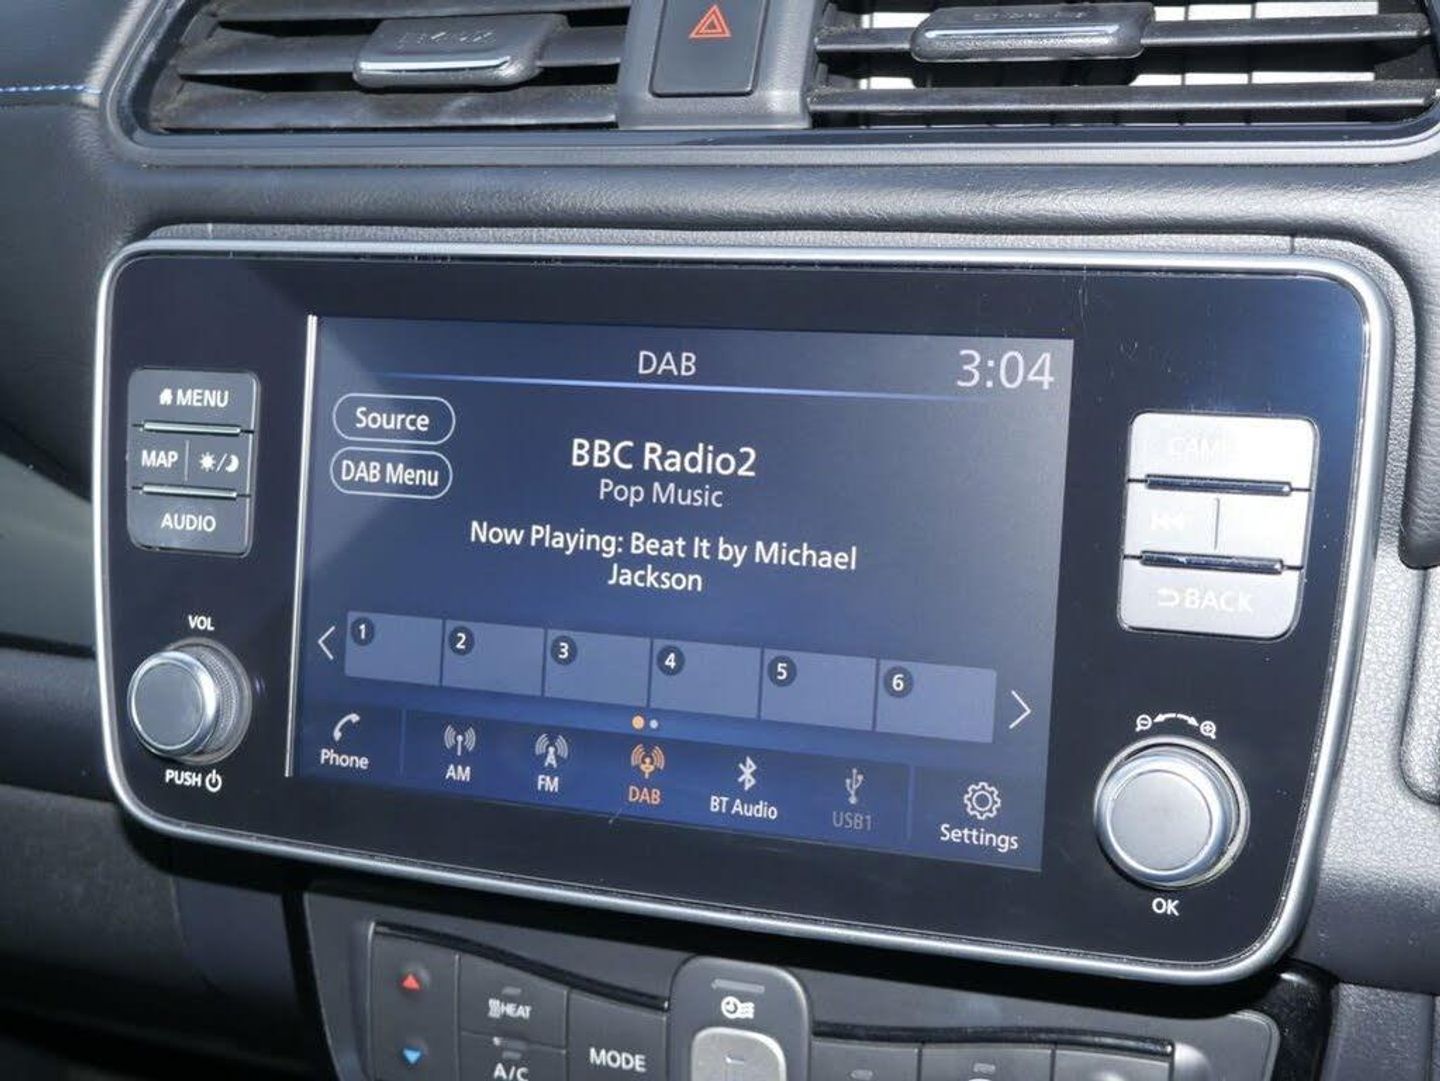 DAB
3:04
MENU
MAP
AUDIO
Source
DAB Menu
BBC Radio2
Pop Music
Now Playing: Beat It by Michael
Jackson
BACK
1 2 3 4 5 6
VOL
PUSH
Phone
AM
FM
DAB
BT Audio
USB1
Settings
OK
HEAT
A/C
MODE